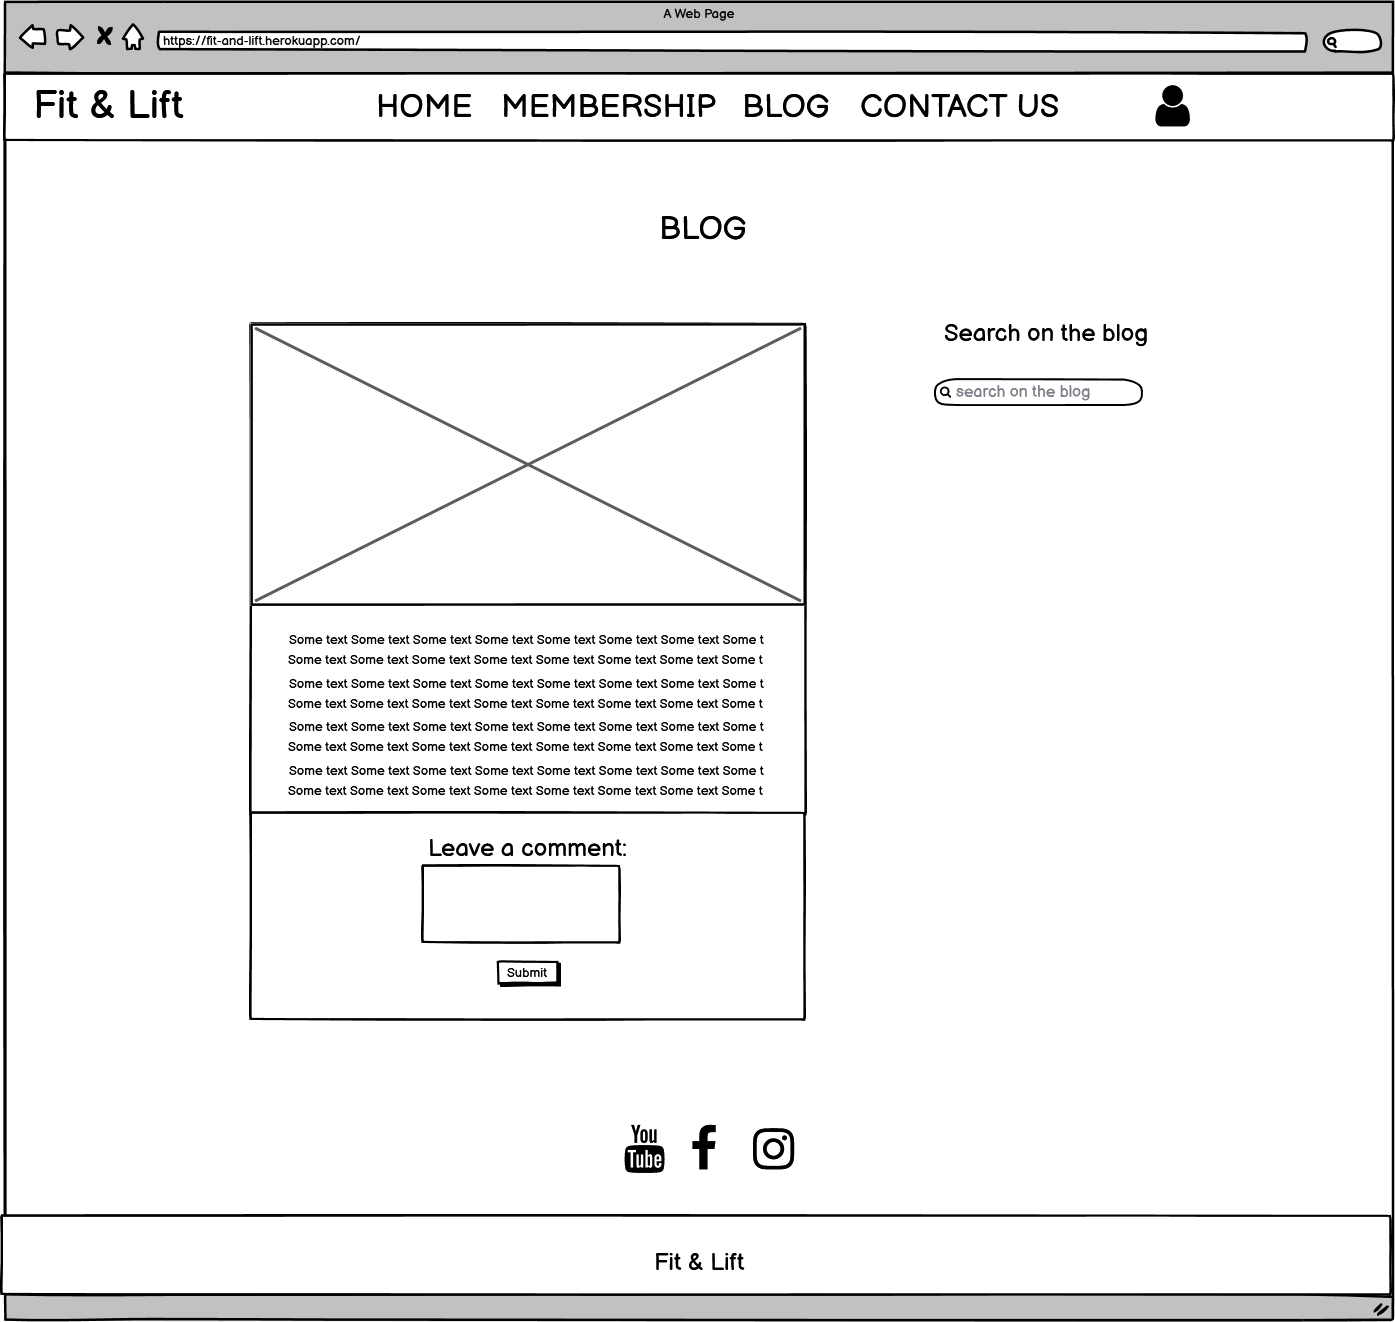 A Web Page
https://fit-and-lift.herokuapp.com/
Fit & Lift HOME MEMBERSHIP BLOG CONTACT US
BLOG
Search on the blog
search on the blog
Some text Some text Some text Some text Some text Some text Some text Some t
Some text Some text Some text Some text Some text Some text Some text Some t
Some text Some text Some text Some text Some text Some text Some text Some t
Some text Some text Some text Some text Some text Some text Some text Some t
Some text Some text Some text Some text Some text Some text Some text Some t
Some text Some text Some text Some text Some text Some text Some text Some t
Some text Some text Some text Some text Some text Some text Some text Some t
Some text Some text Some text Some text Some text Some text Some text Some t
Leave a comment:
Submit
You
Tube
Fit & Lift